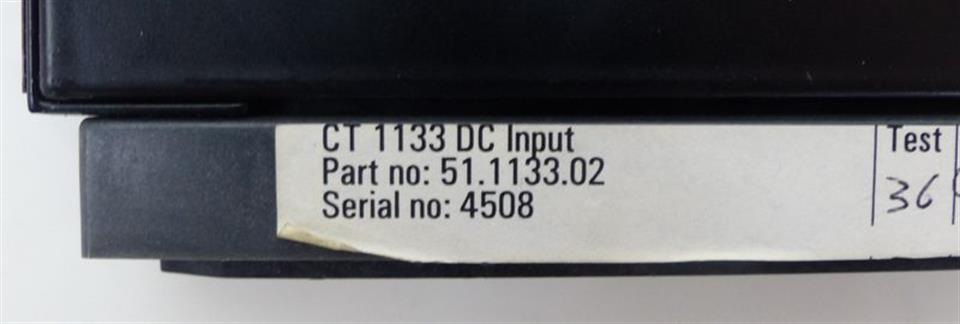 CT 1133 DC Input
Part no: 51.1133.02
Serial no: 4508
Test
36